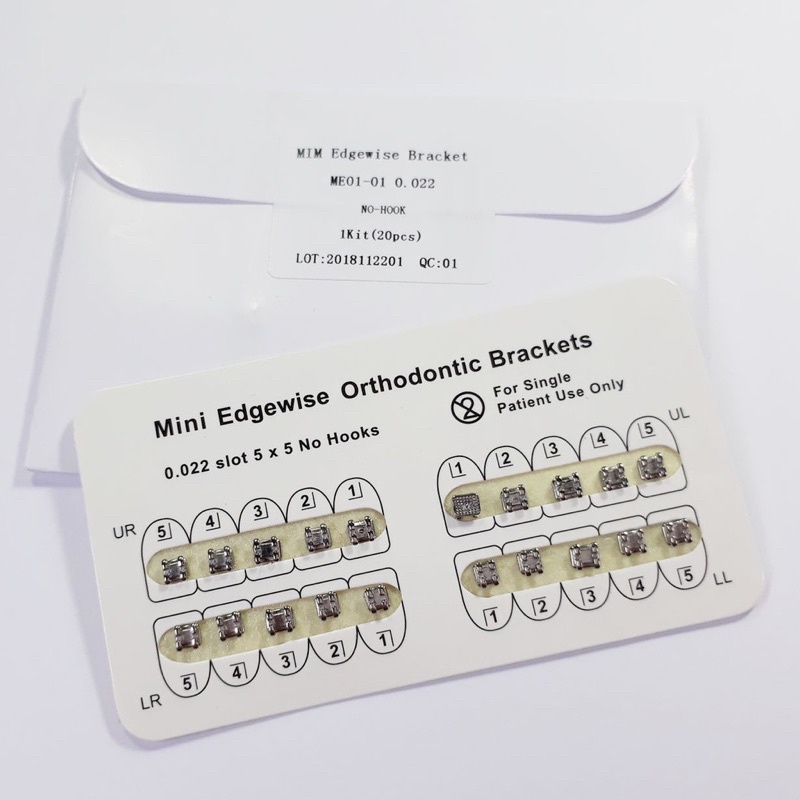 MIM Edgewise Bracket
ME01-01 0.022
NO-HOOK
1Kit(20pcs)
LOT:2018112201 QC:01
Mini Edgewise Orthodontic Brackets
0.022 slot 5 x 5 No Hooks
For Single
Patient Use Only
UR 5 4 3 2 1
1 2 3 4 5 UL
LR 5 4 3 2 1
1 2 3 4 5 LL